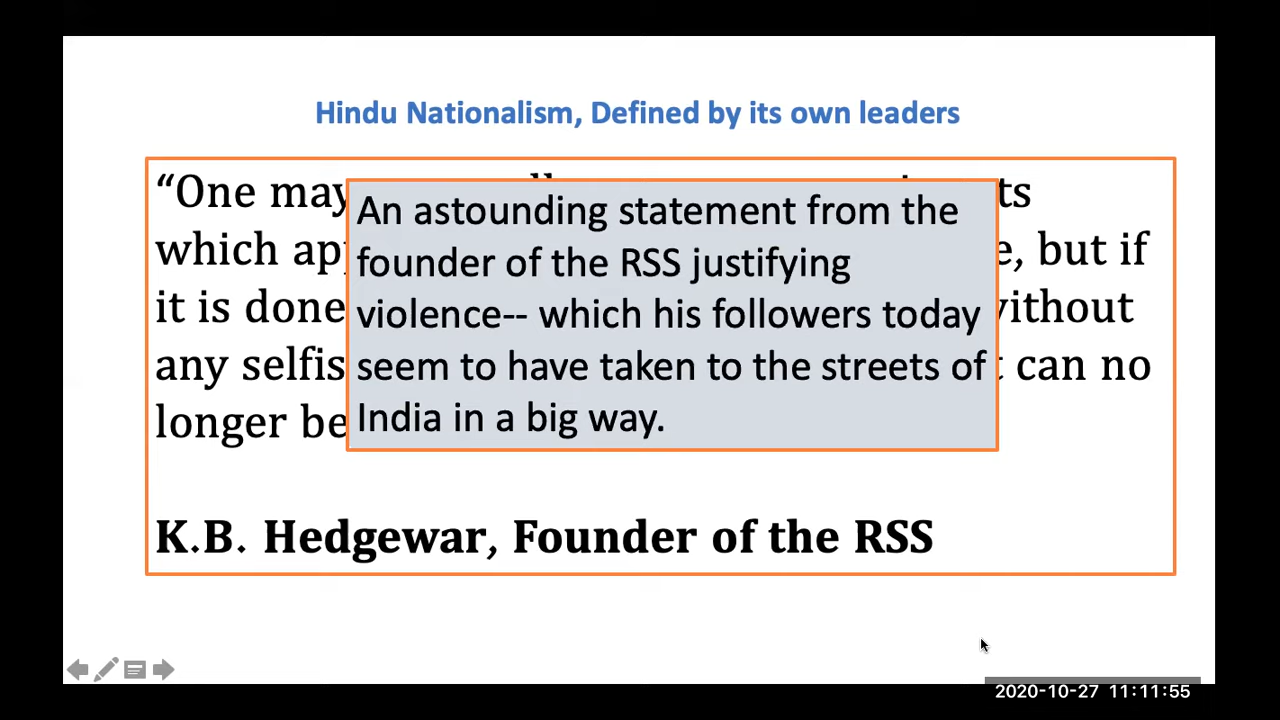 Hindu Nationalism, Defined by its own leaders
“One may ts
which but if
it is done
any selfis can no
longer be
An astounding statement from the
founder of the RSS justifying
violence-- which his followers today
seem to have taken to the streets of
India in a big way.
K.B. Hedgewar, Founder of the RSS
2020-10-27 11:11:55